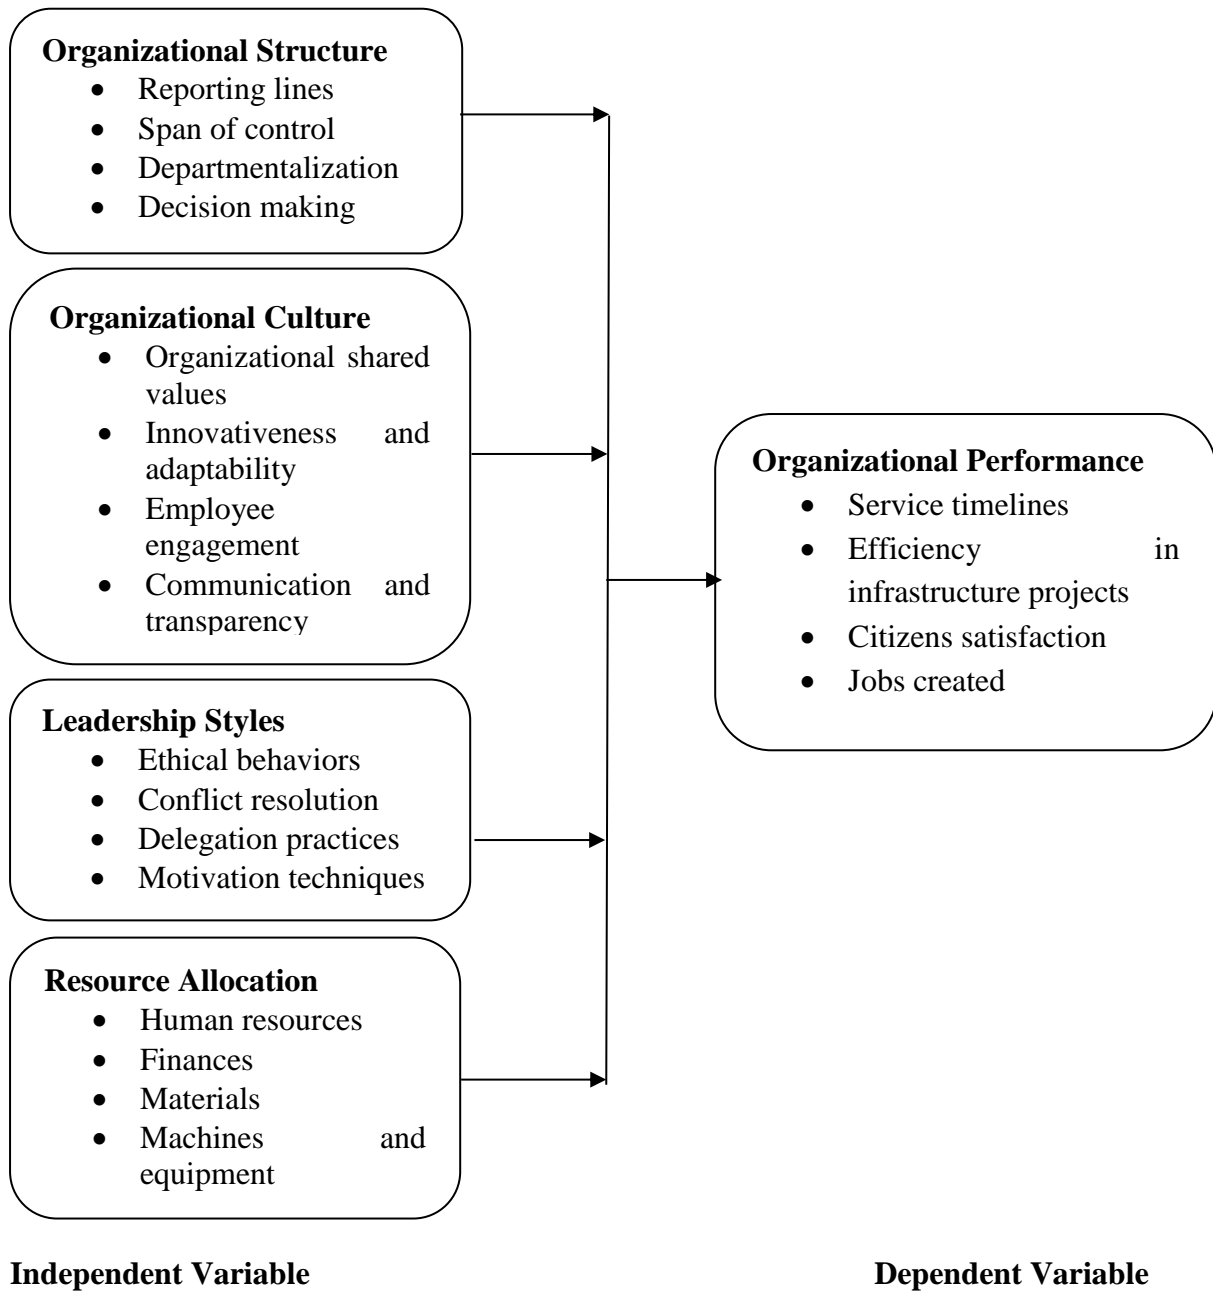 Organizational Structure
• Reporting lines
• Span of control
• Departmentalization
• Decision making
Organizational Culture
• Organizational shared
values
• Innovativeness and
adaptability
• Employee
engagement
• Communication and
transparency
Leadership Styles
• Ethical behaviors
• Conflict resolution
• Delegation practices
• Motivation techniques
Resource Allocation
• Human resources
• Finances
• Materials
• Machines and
equipment
Organizational Performance
• Service timelines
• Efficiency in
infrastructure projects
• Citizens satisfaction
• Jobs created
Independent Variable
Dependent Variable